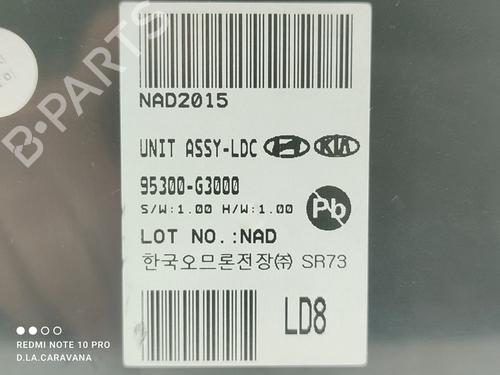 NAD2015
UNIT ASSY-LDC KIA
95300-G3000
S/W:1.00 H/W:1.00
Pb
LOT NO.:NAD
한국오므론전장㈜ SR73
LD8
B-PARTS
REDMI NOTE 10 PRO
D.LA.CARAVANA